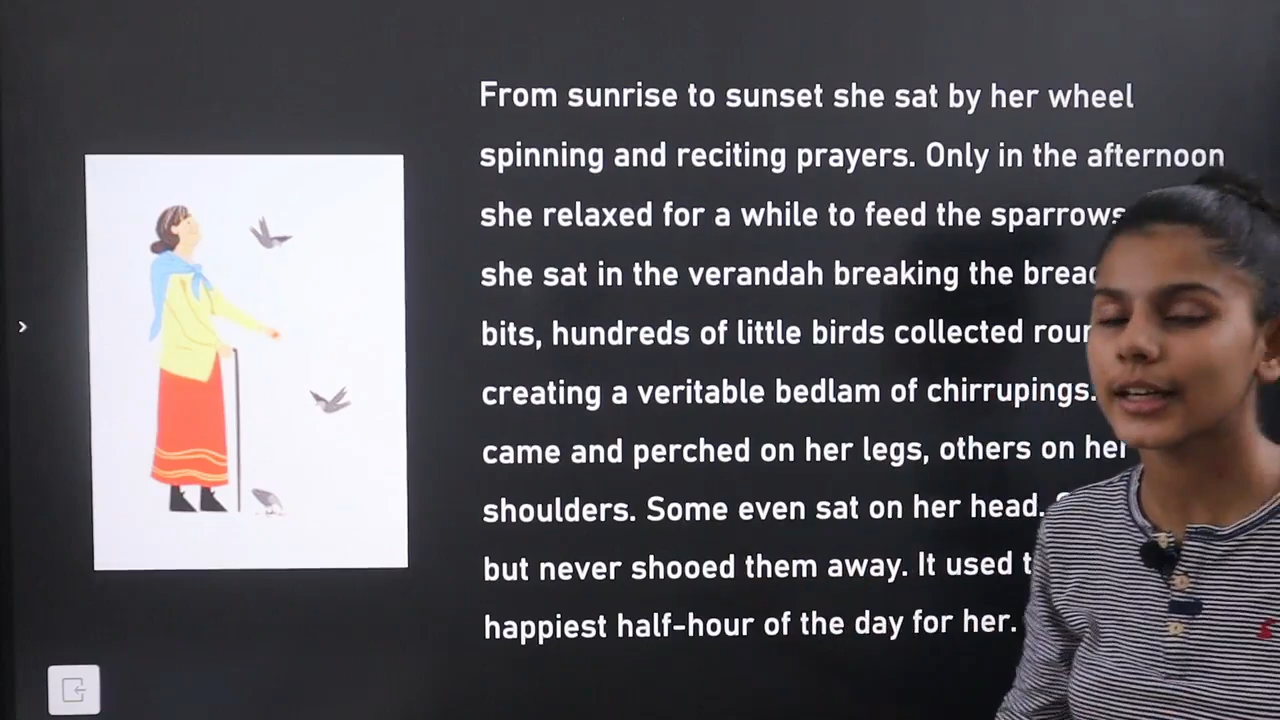 From sunrise to sunset she sat by her wheel
spinning and reciting prayers. Only in the afternoon
she relaxed for a while to feed the sparrows
she sat in the verandah breaking the bread
bits, hundreds of little birds collected
creating a veritable bedlam of chirrupings.
came and perched on her legs, others on her
shoulders. Some even sat on her head.
but never shooed them away. It used
happiest half-hour of the day for her.